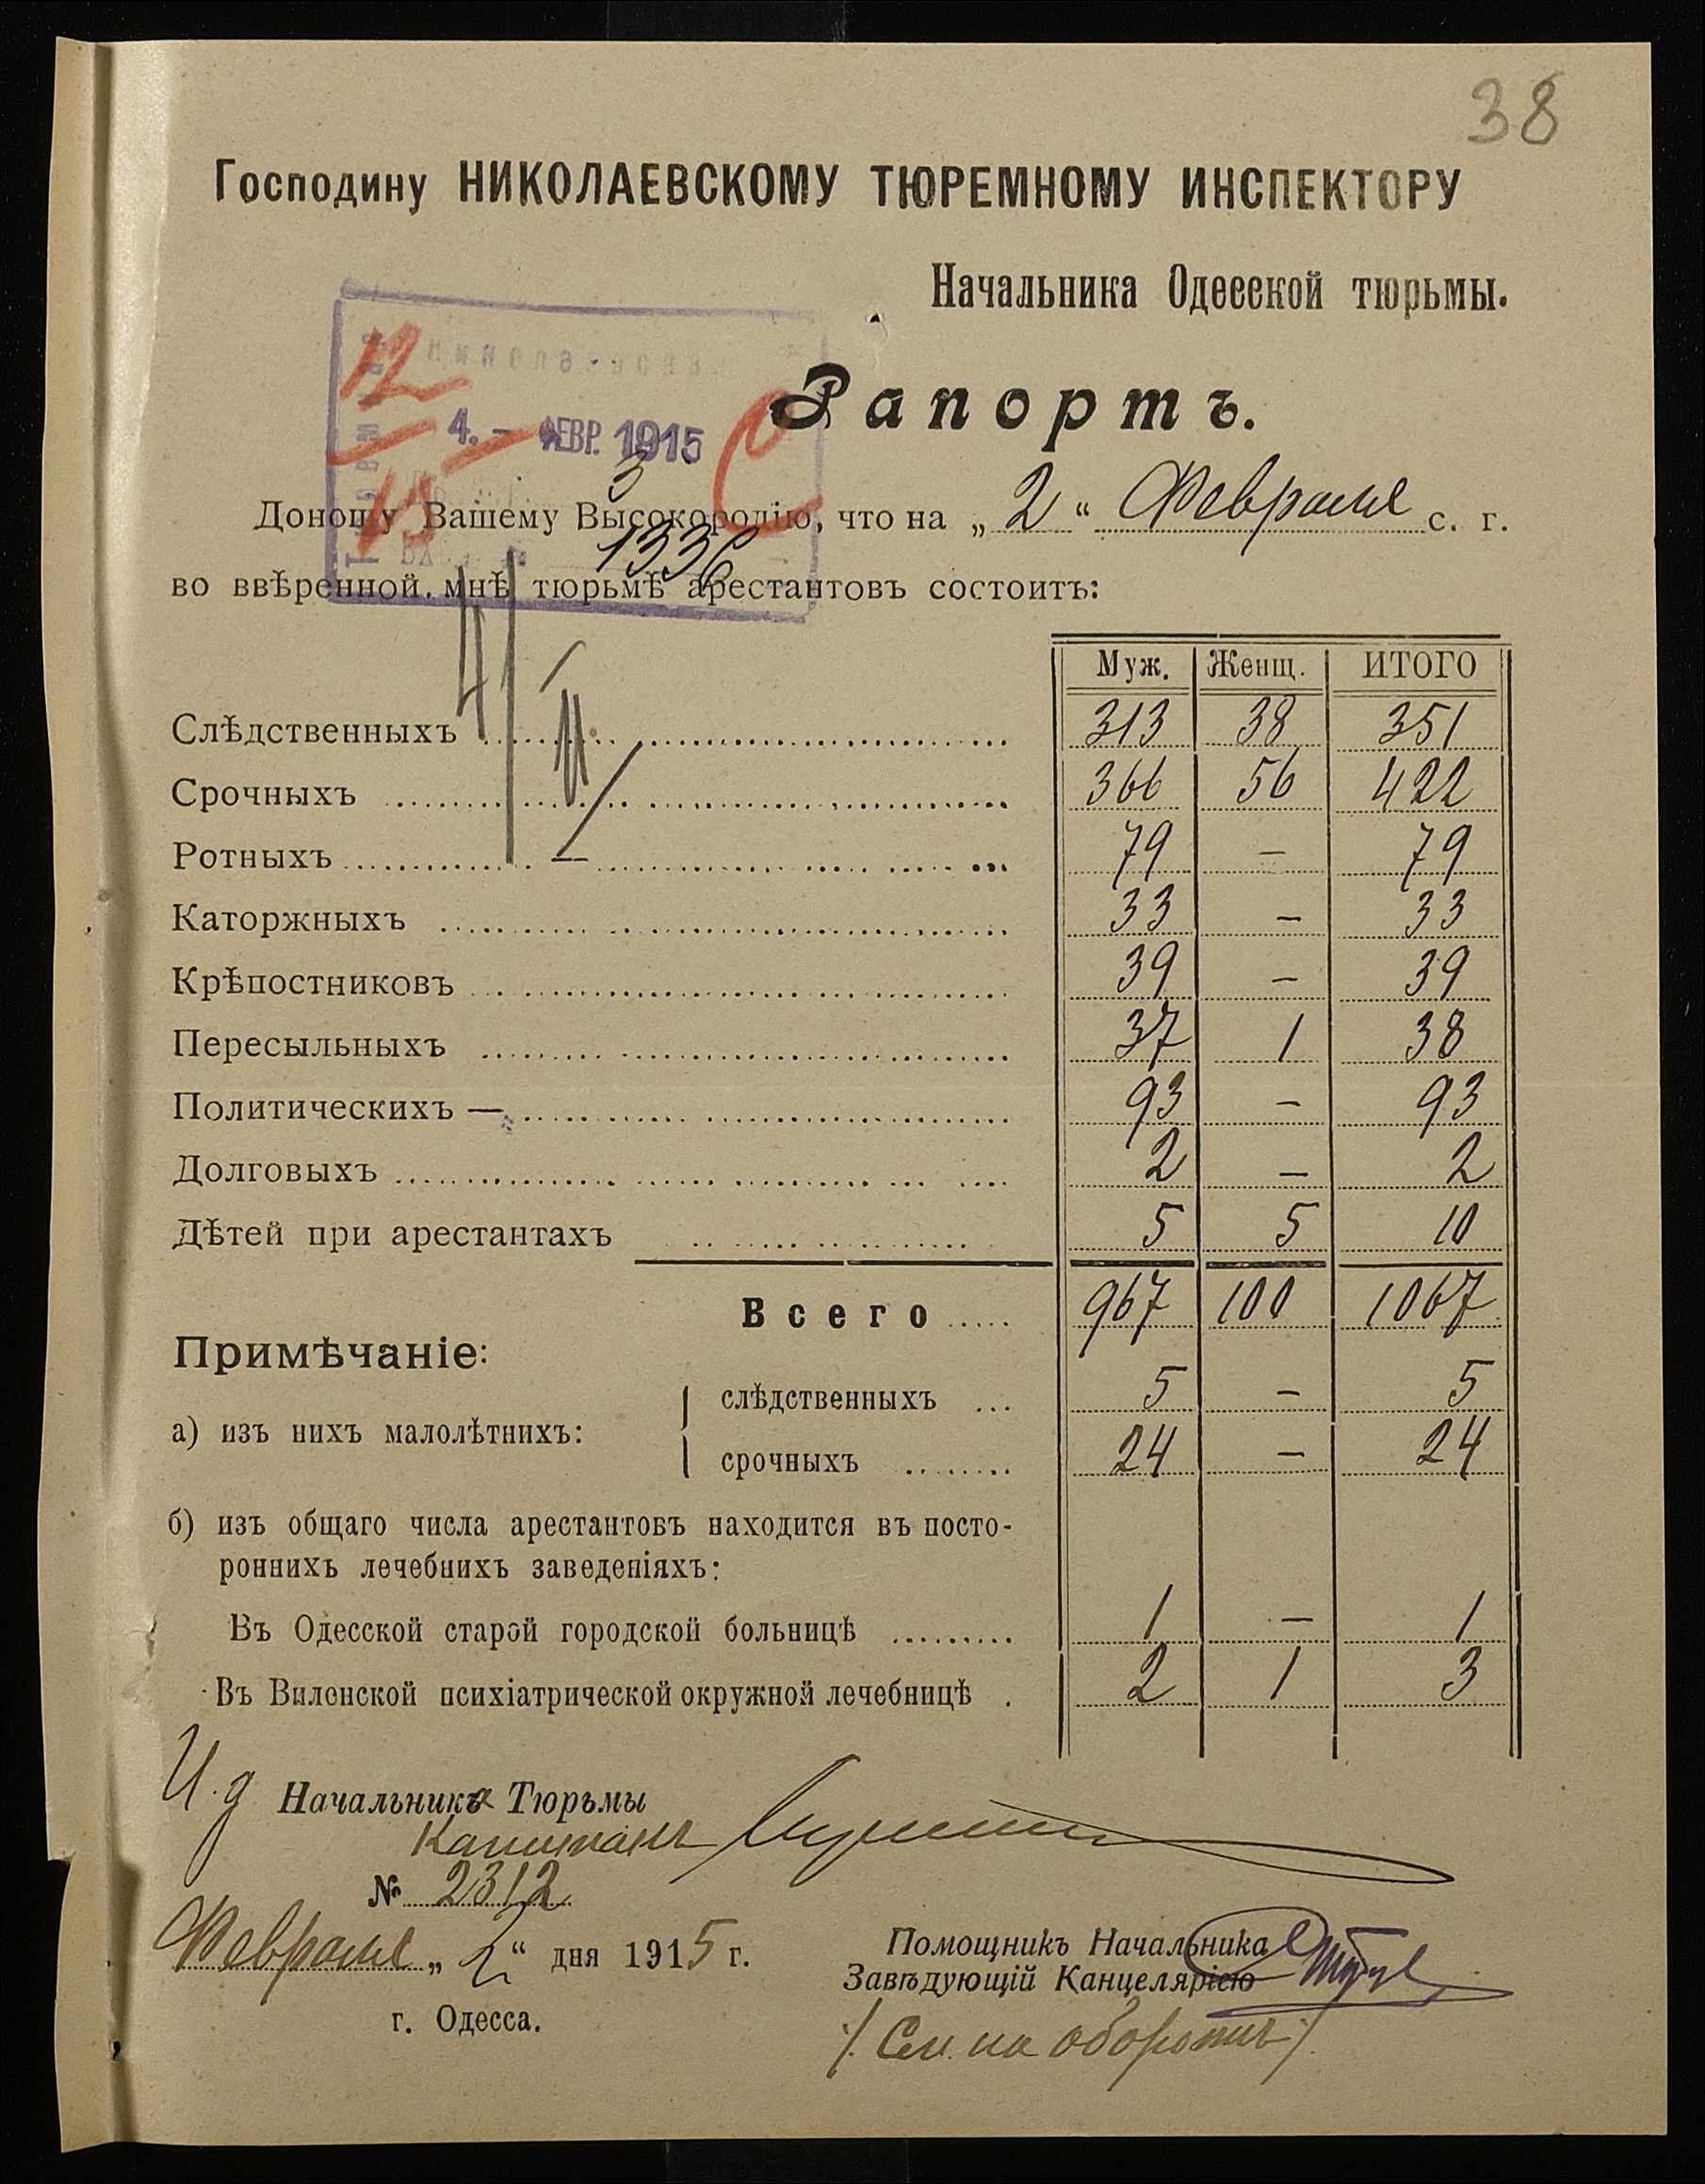 38
Господину НИКОЛАЕВСКОМУ ТЮРЕМНОМУ ИНСПЕКТОРУ
Начальника Одесской тюрьмы.
12
4. – ФЕВР. 1915
Рапортъ.
3
15
Доношу Вашему Высокородію, что на „2“ Февраля с. г.
1336
во ввѣренной мнѣ тюрьмѣ арестантовъ состоитъ:
Муж. Женщ. ИТОГО
Слѣдственныхъ 313 38 351
Срочныхъ 366 56 422
Ротныхъ 79 – 79
Каторжныхъ 33 – 33
Крѣпостниковъ 39 – 39
Пересыльныхъ 37 1 38
Политическихъ — 93 – 93
Долговыхъ 2 – 2
Дѣтей при арестантахъ 5 5 10
Всего 967 100 1067
Примѣчаніе:
а) изъ нихъ малолѣтнихъ:
слѣдственныхъ 5 – 5
срочныхъ 24 – 24
б) изъ общаго числа арестантовъ находится въ посто-
роннихъ лечебнихъ заведеніяхъ:
Въ Одесской старой городской больницѣ 1 – 1
Въ Виленской психіатрической окружной лечебницѣ 2 1 3
И.д Начальника Тюрьмы
Капитанъ
№ 2312
Февраля „2“ дня 1915 г.
г. Одесса.
Помощникъ Начальника
Завѣдующій Канцеляріею
/. См. на оборотѣ ./